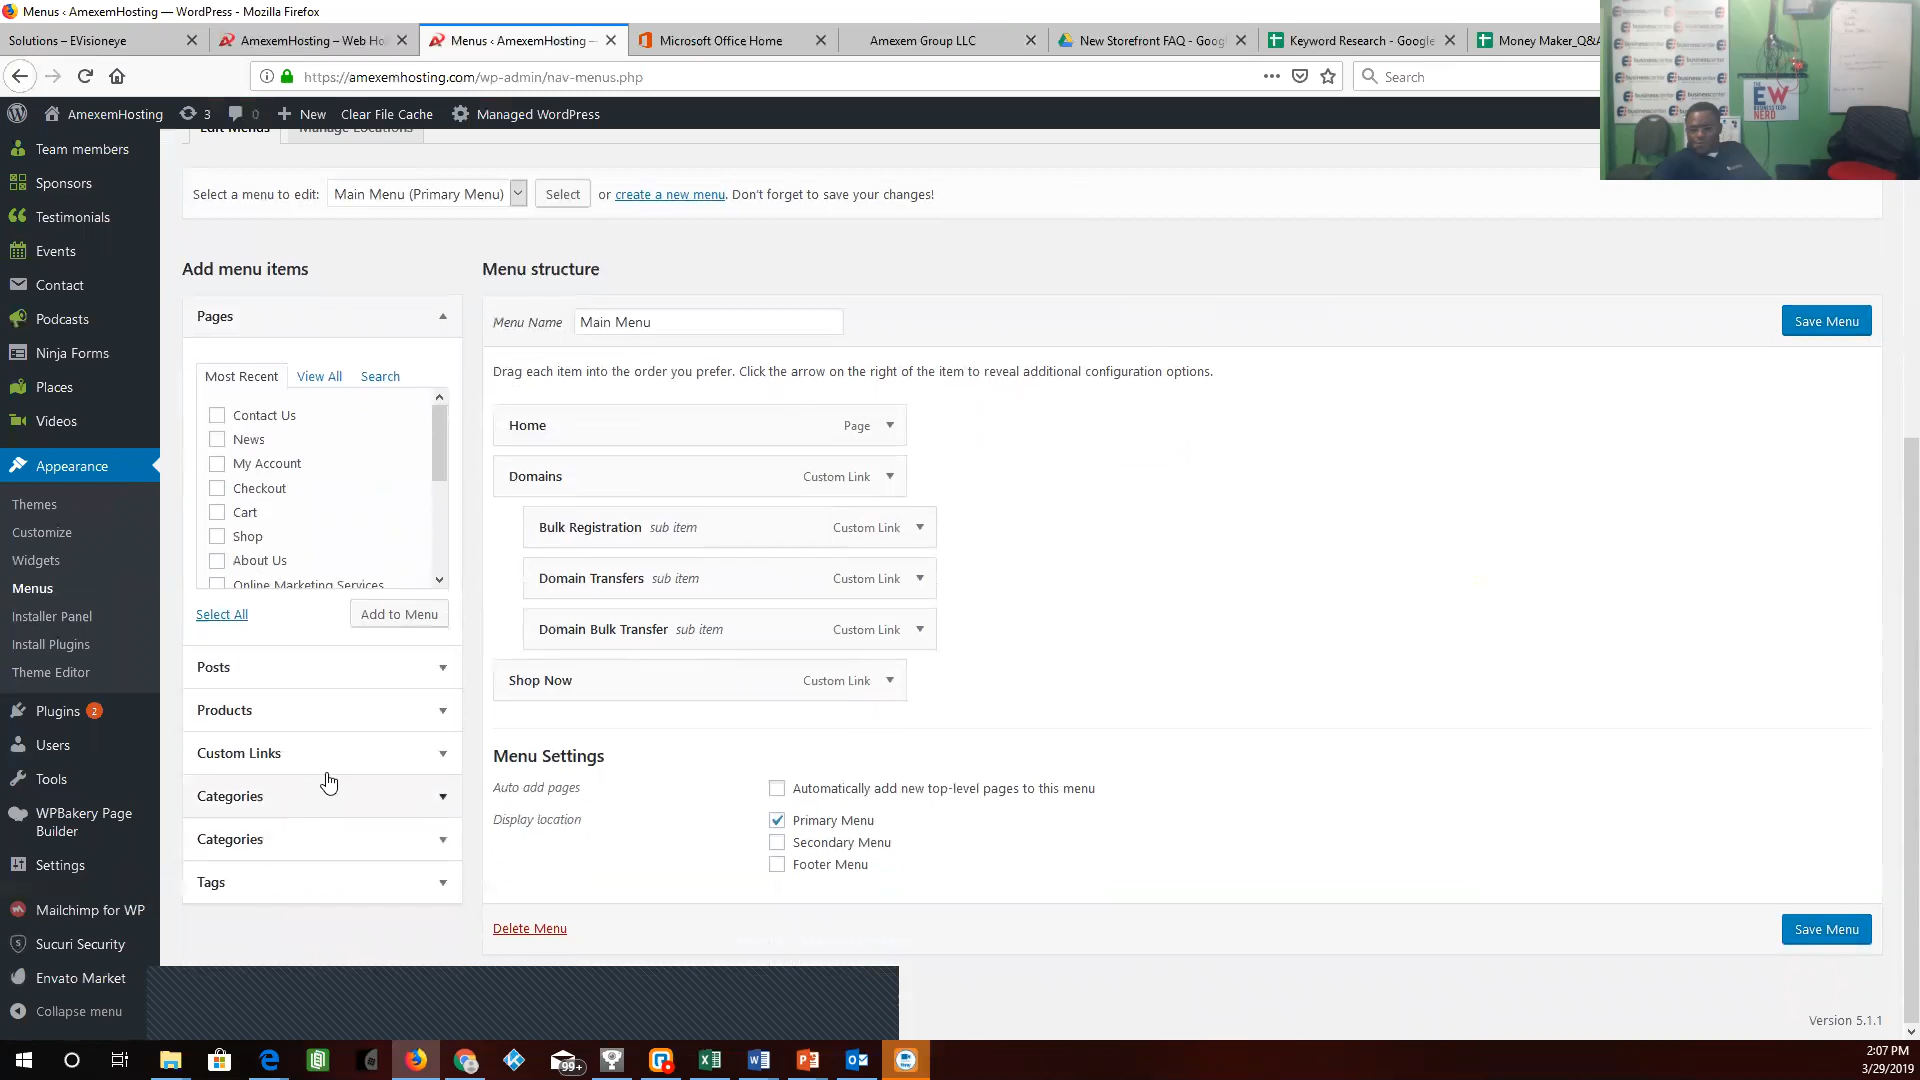 Menus ‹ AmexemHosting — WordPress - Mozilla Firefox
Solutions – EVisioneye
AmexemHosting – Web Ho
Menus ‹ AmexemHosting —
Microsoft Office Home
Amexem Group LLC
New Storefront FAQ - Goog
Keyword Research - Google
Money Maker_Q&A
https://amexemhosting.com/wp-admin/nav-menus.php
Search
AmexemHosting
3
0
New
Clear File Cache
Managed WordPress
EW
BUSINESS TECH
NERD
Team members
Sponsors
Testimonials
Events
Contact
Podcasts
Ninja Forms
Places
Videos
Appearance
Themes
Customize
Widgets
Menus
Installer Panel
Install Plugins
Theme Editor
Plugins 2
Users
Tools
WPBakery Page
Builder
Settings
Mailchimp for WP
Sucuri Security
Envato Market
Collapse menu
Edit Menus
Manage Locations
Select a menu to edit: Main Menu (Primary Menu) Select or create a new menu. Don't forget to save your changes!
Add menu items
Pages
Most Recent View All Search
Contact Us
News
My Account
Checkout
Cart
Shop
About Us
Online Marketing Services
Select All Add to Menu
Posts
Products
Custom Links
Categories
Categories
Tags
Menu structure
Menu Name Main Menu Save Menu
Drag each item into the order you prefer. Click the arrow on the right of the item to reveal additional configuration options.
Home Page
Domains Custom Link
Bulk Registration sub item Custom Link
Domain Transfers sub item Custom Link
Domain Bulk Transfer sub item Custom Link
Shop Now Custom Link
Menu Settings
Auto add pages Automatically add new top-level pages to this menu
Display location Primary Menu
Secondary Menu
Footer Menu
Delete Menu Save Menu
Version 5.1.1
99+
2:07 PM
3/29/2019